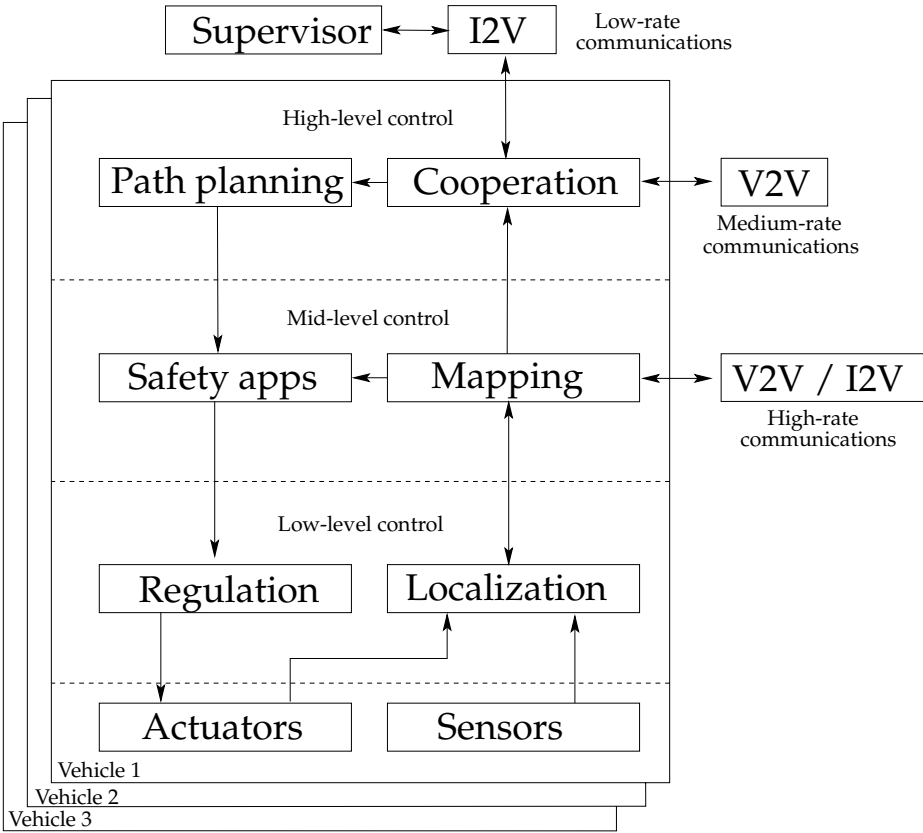 Supervisor
I2V
Low-rate
communications
High-level control
Path planning
Cooperation
V2V
Medium-rate
communications
Mid-level control
Safety apps
Mapping
V2V / I2V
High-rate
communications
Low-level control
Regulation
Localization
Actuators
Sensors
Vehicle 1
Vehicle 2
Vehicle 3